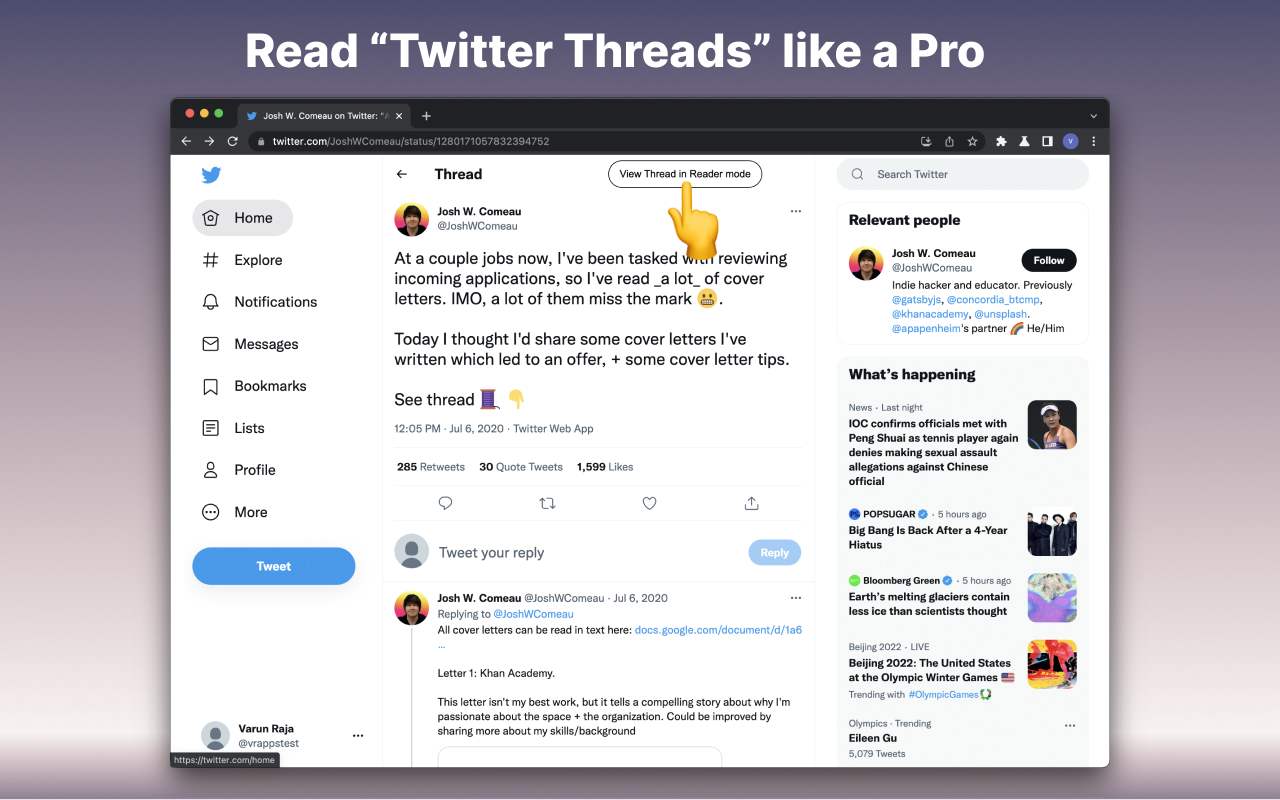 Read “Twitter Threads” like a Pro
Josh W. Comeau on Twitter: "A
twitter.com/JoshWComeau/status/1280171057832394752
V
Thread
View Thread in Reader mode
Search Twitter
Home
Explore
Notifications
Messages
Bookmarks
Lists
Profile
More
Tweet
Varun Raja
@vrappstest
https://twitter.com/home
Josh W. Comeau
@JoshWComeau
At a couple jobs now, I've been tasked with reviewing
incoming applications, so I've read _a lot_ of cover
letters. IMO, a lot of them miss the mark 😬.
Today I thought I'd share some cover letters I've
written which led to an offer, + some cover letter tips.
See thread 🧵 👇
12:05 PM · Jul 6, 2020 · Twitter Web App
285 Retweets 30 Quote Tweets 1,599 Likes
Tweet your reply
Reply
Josh W. Comeau @JoshWComeau · Jul 6, 2020
Replying to @JoshWComeau
All cover letters can be read in text here: docs.google.com/document/d/1a6
...
Letter 1: Khan Academy.
This letter isn't my best work, but it tells a compelling story about why I'm
passionate about the space + the organization. Could be improved by
sharing more about my skills/background
Relevant people
Josh W. Comeau
@JoshWComeau
Follow
Indie hacker and educator. Previously
@gatsbyjs, @concordia_btcmp,
@khanacademy, @unsplash.
@apapenheim's partner 🌈 He/Him
What’s happening
News · Last night
IOC confirms officials met with
Peng Shuai as tennis player again
denies making sexual assault
allegations against Chinese
official
POPSUGAR · 5 hours ago
Big Bang Is Back After a 4-Year
Hiatus
Bloomberg Green · 5 hours ago
Earth’s melting glaciers contain
less ice than scientists thought
Beijing 2022 · LIVE
Beijing 2022: The United States
at the Olympic Winter Games 🇺🇸
Trending with #OlympicGames
Olympics · Trending
Eileen Gu
5,079 Tweets